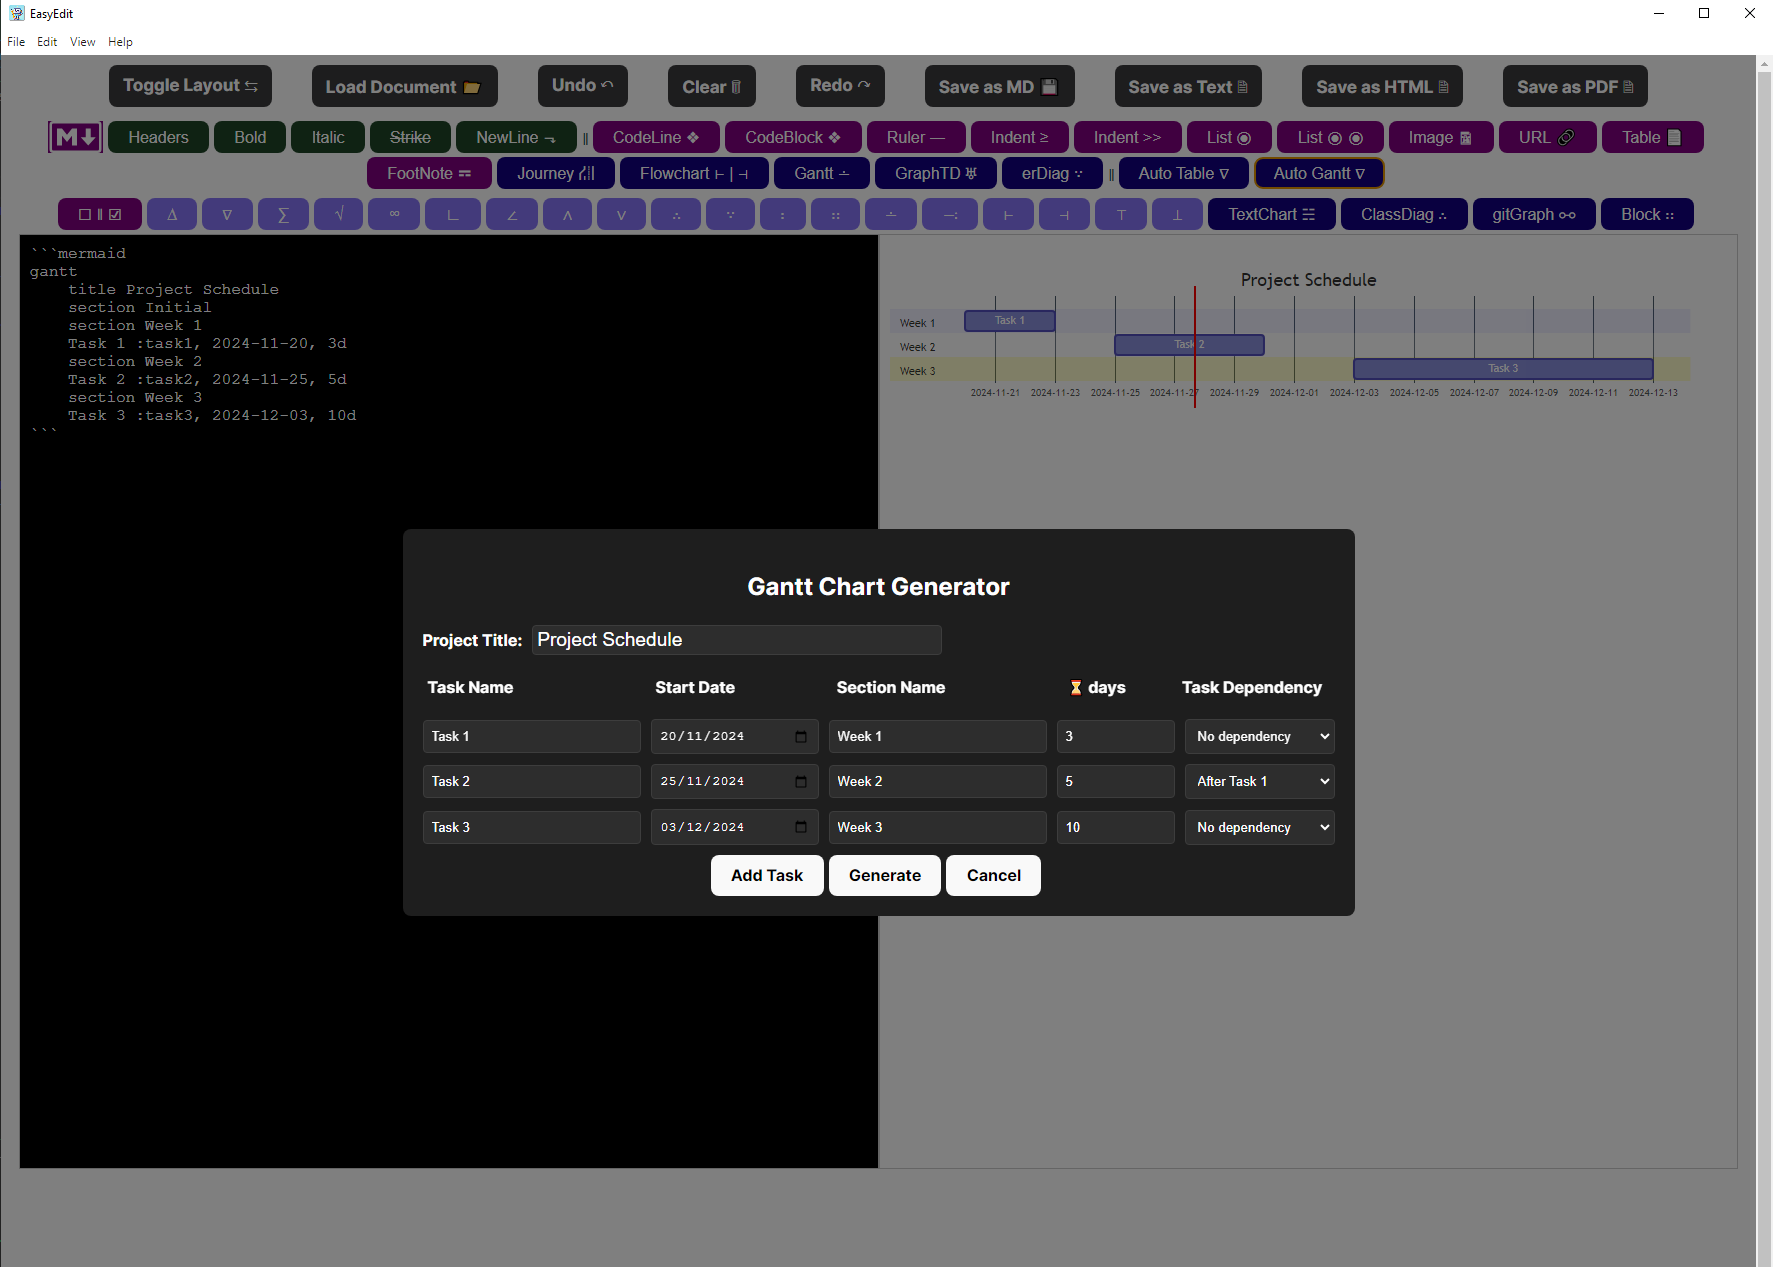 EasyEdit
File Edit View Help
Toggle Layout ⇆ Load Document 📂 Undo ↶ Clear 🗑 Redo ↷ Save as MD 💾 Save as Text 🗎 Save as HTML 🗎 Save as PDF 🗎
M↓ Headers Bold Italic Strike NewLine ⤵ ‖ CodeLine ❖ CodeBlock ❖ Ruler — Indent ≥ Indent >> List ◉ List ◉ ◉ Image 🖻 URL 🔗 Table 📄
FootNote ⚎ Journey Flowchart ⊢ | ⊣ Gantt ∸ GraphTD erDiag ∵ ‖ Auto Table ∇ Auto Gantt ∇
☐ ‖ ☑ ∆ ∇ ∑ √ ∞ ∟ ∠ ∧ ∨ ∴ ∵ ∶ ∷ ∸ ∹ ⊢ ⊣ ⊤ ⊥ TextChart ☵ ClassDiag ∴ gitGraph ⚯ Block ∷
```mermaid
gantt
title Project Schedule
section Initial
section Week 1
Task 1 :task1, 2024-11-20, 3d
section Week 2
Task 2 :task2, 2024-11-25, 5d
section Week 3
Task 3 :task3, 2024-12-03, 10d
```
Project Schedule
Week 1 Task 1
Week 2 Task 2
Week 3 Task 3
2024-11-21 2024-11-23 2024-11-25 2024-11-27 2024-11-29 2024-12-01 2024-12-03 2024-12-05 2024-12-07 2024-12-09 2024-12-11 2024-12-13
Gantt Chart Generator
Project Title: Project Schedule
Task Name Start Date Section Name ⏳ days Task Dependency
Task 1 20/11/2024 Week 1 3 No dependency
Task 2 25/11/2024 Week 2 5 After Task 1
Task 3 03/12/2024 Week 3 10 No dependency
Add Task Generate Cancel